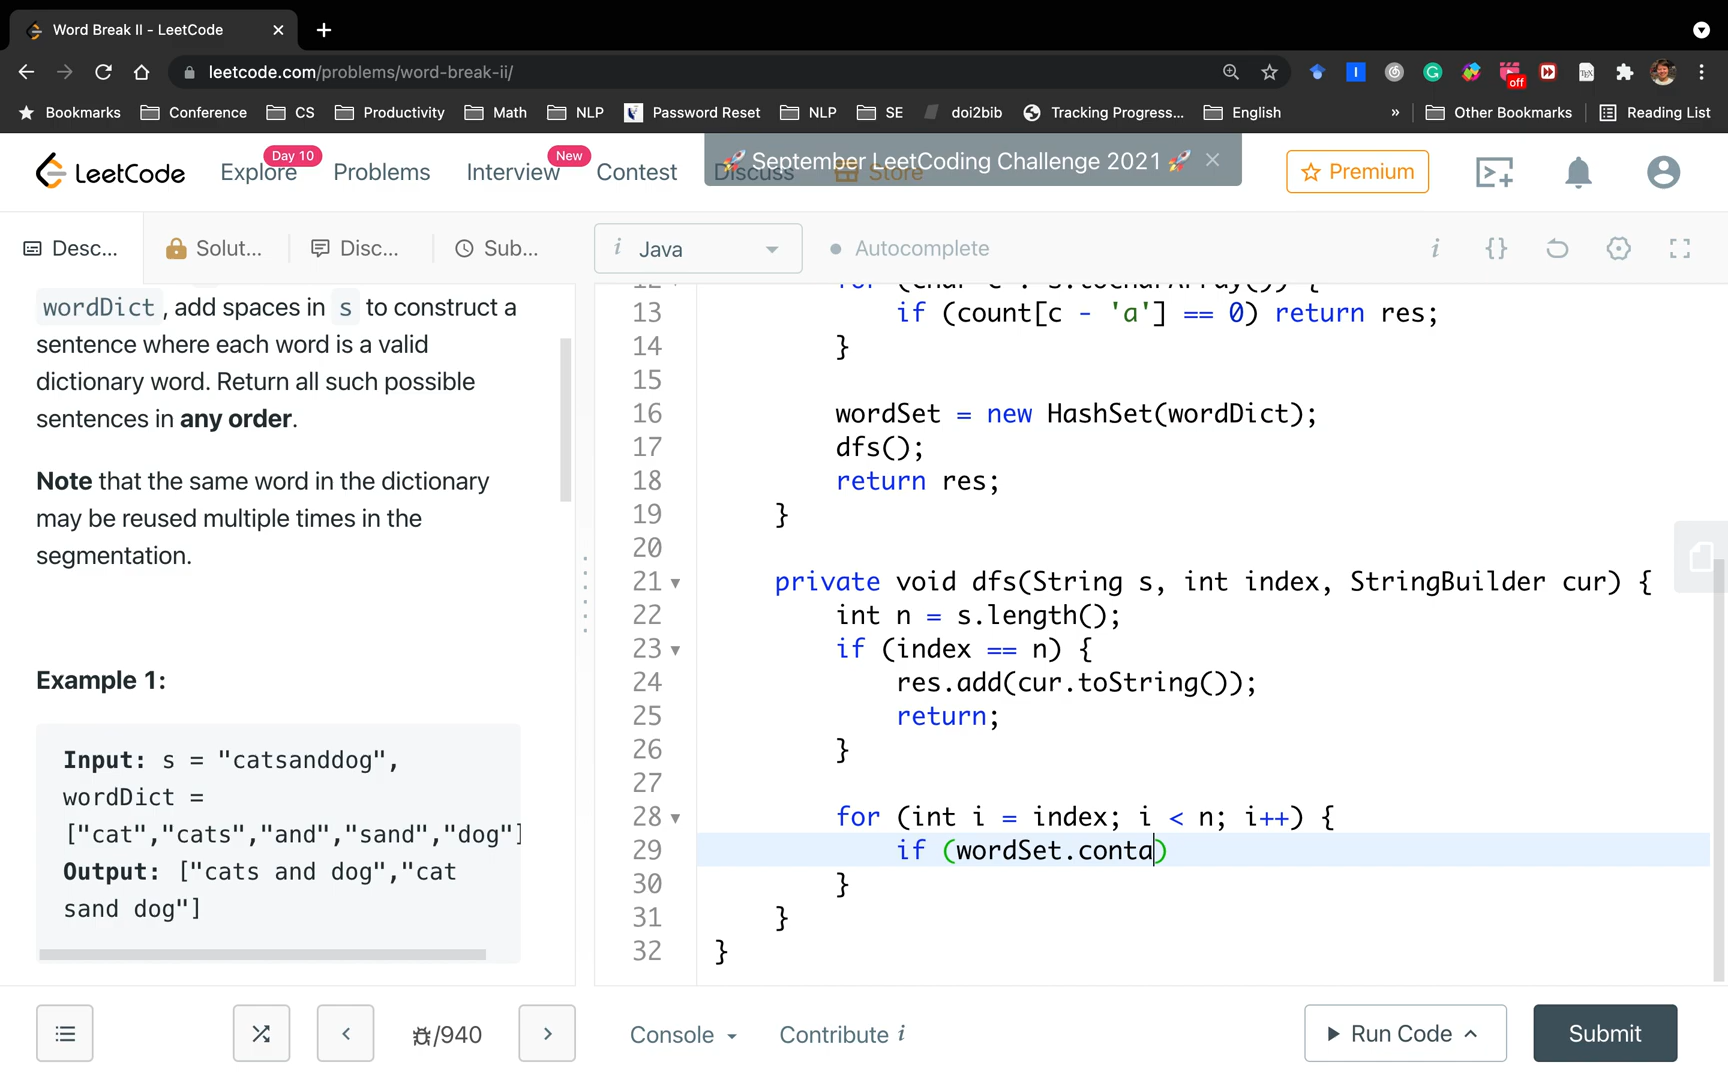 Word Break II - LeetCode
leetcode.com/problems/word-break-ii/
off
Bookmarks Conference CS Productivity Math NLP Password Reset NLP SE doi2bib Tracking Progress... English » Other Bookmarks Reading List
LeetCode Explore Day 10 Problems Interview New Contest Discuss Store Premium
September LeetCoding Challenge 2021
Desc... Solut... Disc... Sub... i Java Autocomplete i {}
wordDict , add spaces in s to construct a
sentence where each word is a valid
dictionary word. Return all such possible
sentences in any order.
Note that the same word in the dictionary
may be reused multiple times in the
segmentation.
Example 1:
Input: s = "catsanddog",
wordDict =
["cat","cats","and","sand","dog"]
Output: ["cats and dog","cat
sand dog"]
12 for (char c : s.toCharArray()) {
13 if (count[c - 'a'] == 0) return res;
14 }
15
16 wordSet = new HashSet(wordDict);
17 dfs();
18 return res;
19 }
20
21 private void dfs(String s, int index, StringBuilder cur) {
22 int n = s.length();
23 if (index == n) {
24 res.add(cur.toString());
25 return;
26 }
27
28 for (int i = index; i < n; i++) {
29 if (wordSet.conta)
30 }
31 }
32 }
/940 Console Contribute i Run Code Submit